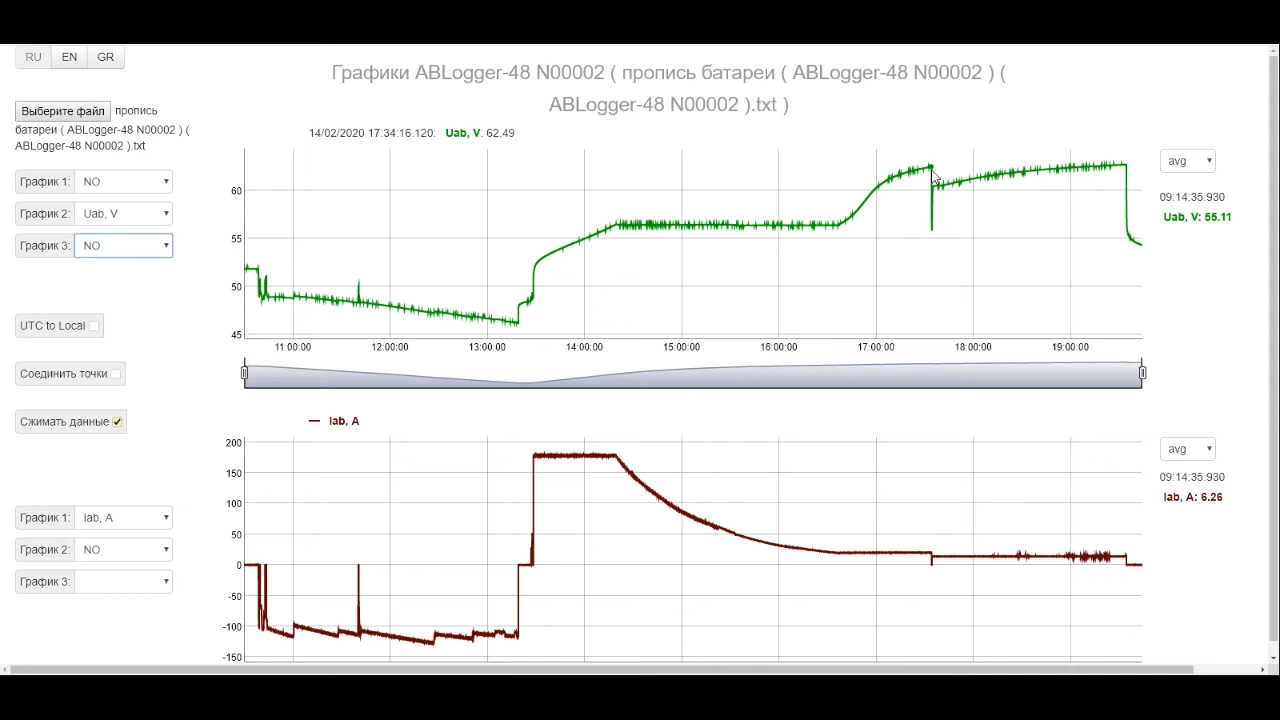 RU EN GR
Графики ABLogger-48 N00002 ( пропись батареи ( ABLogger-48 N00002 ) (
ABLogger-48 N00002 ).txt )
Выберите файл пропись
батареи ( ABLogger-48 N00002 ) (
ABLogger-48 N00002 ).txt
14/02/2020 17:34:16.120: Uab, V: 62.49
График 1: NO
График 2: Uab, V
График 3: NO
avg
09:14:35.930
Uab, V: 55.11
60
55
50
45
11:00:00 12:00:00 13:00:00 14:00:00 15:00:00 16:00:00 17:00:00 18:00:00 19:00:00
UTC to Local
Соединить точки
Сжимать данные
Iab, A
200
150
100
50
0
-50
-100
-150
avg
09:14:35.930
Iab, A: 6.26
График 1: Iab, A
График 2: NO
График 3: